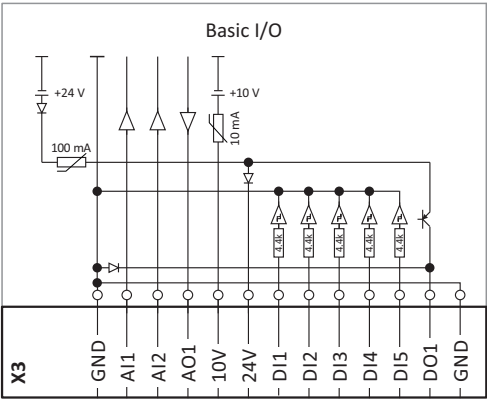 Basic I/O
+24 V
+10 V
10 mA
100 mA
4.4k
4.4k
4.4k
4.4k
4.4k
X3
GND
AI1
AI2
AO1
10V
24V
DI1
DI2
DI3
DI4
DI5
DO1
GND